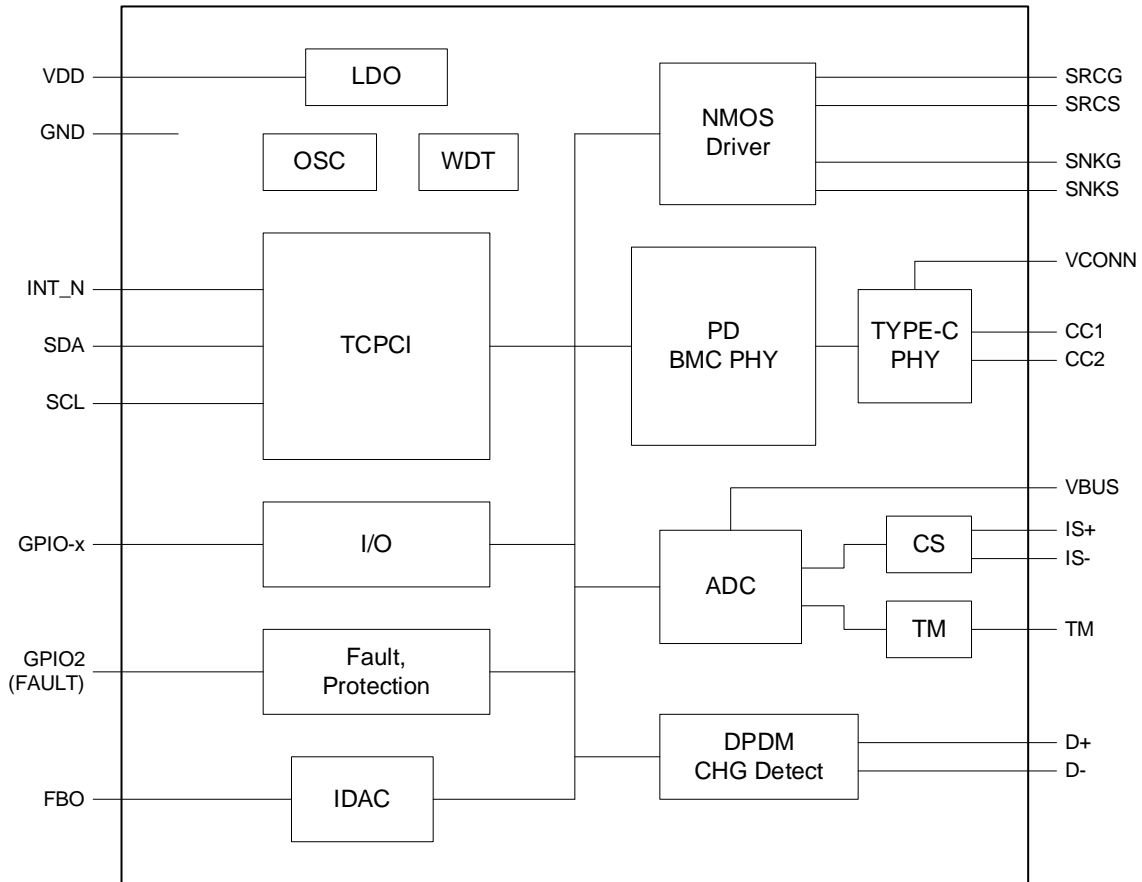 VDD
LDO
GND
OSC
WDT
NMOS
Driver
SRCG
SRCS
SNKG
SNKS
INT_N
SDA
SCL
TCPCI
PD
BMC PHY
TYPE-C
PHY
VCONN
CC1
CC2
GPIO-x
I/O
ADC
VBUS
CS
IS+
IS-
TM
TM
GPIO2
(FAULT)
Fault,
Protection
DPDM
CHG Detect
D+
D-
FBO
IDAC